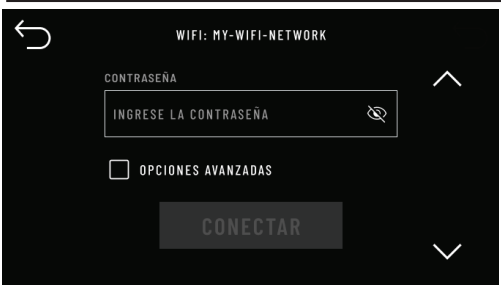 WIFI: MY-WIFI-NETWORK
CONTRASEÑA
INGRESE LA CONTRASEÑA
OPCIONES AVANZADAS
CONECTAR